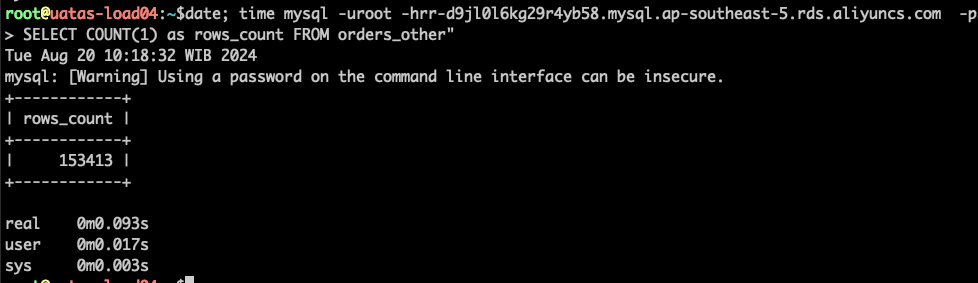 root@uatas-load04:~$date; time mysql -uroot -hrr-d9jl0l6kg29r4yb58.mysql.ap-southeast-5.rds.aliyuncs.com  -p
> SELECT COUNT(1) as rows_count FROM orders_other"
Tue Aug 20 10:18:32 WIB 2024
mysql: [Warning] Using a password on the command line interface can be insecure.
+------------+
| rows_count |
+------------+
|     153413 |
+------------+
real    0m0.093s
user    0m0.017s
sys     0m0.003s